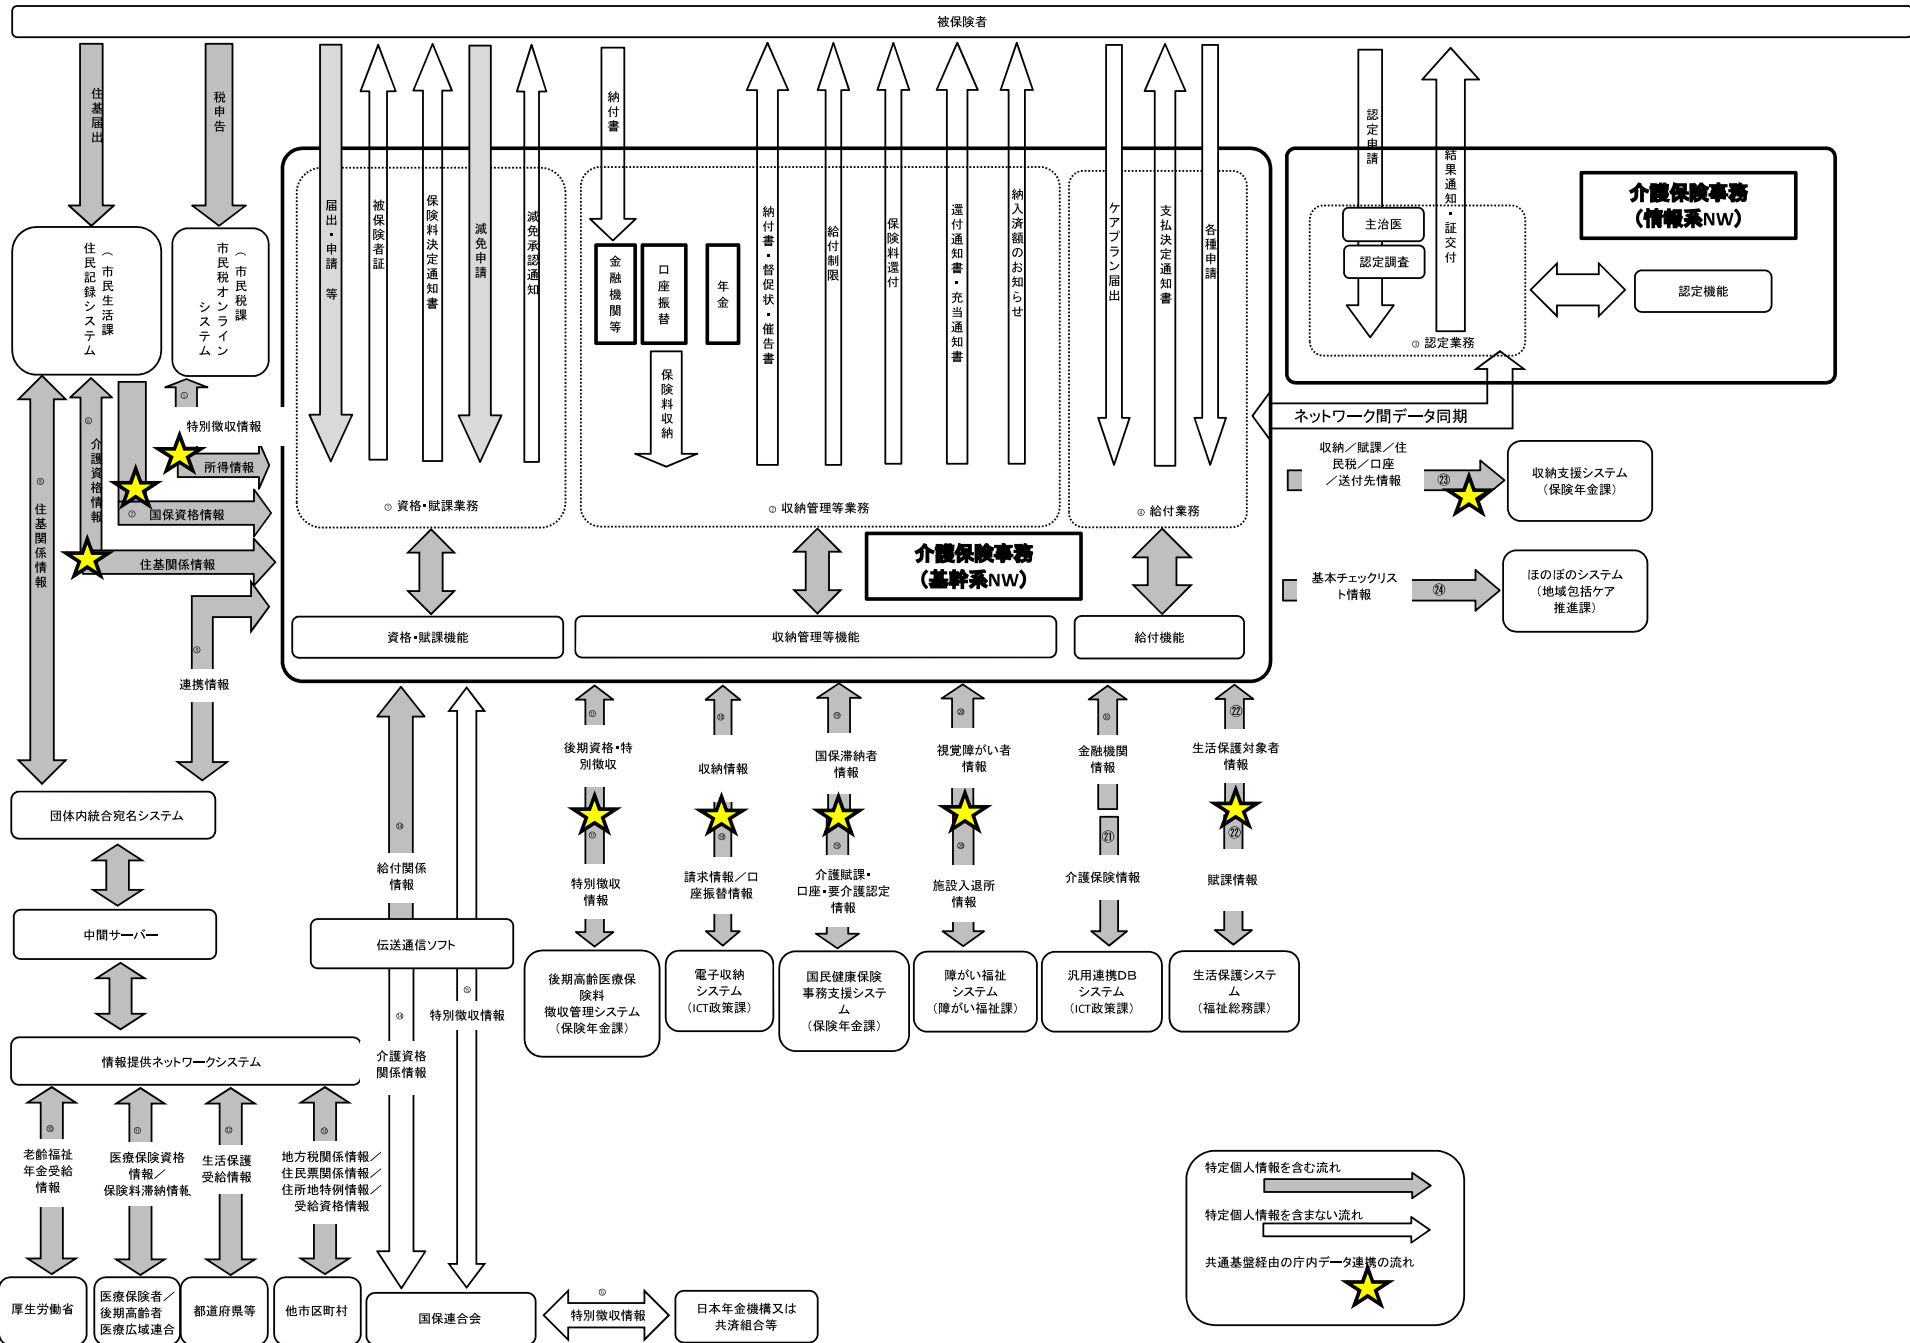 被保険者
住基届出
税申告
納付書
認定申請
結果通知・証交付
介護保険事務
（情報系NW）
主治医
認定調査
認定機能
③ 認定業務
住民記録システム
（市民生活課
市民税オンライン
システム
（市民税課
届出・申請 等
被保険者証
保険料決定通知書
減免申請
減免承認通知
金融機関等
口座振替
年金
保険料収納
納付書・督促状・催告書
給付制限
保険料還付
還付通知書・充当通知書
納入済額のお知らせ
ケアプラン届出
支払決定通知書
各種申請
① 資格・賦課業務
② 収納管理等業務
④ 給付業務
ネットワーク間データ同期
特別徴収情報
所得情報
国保資格情報
介護資格情報
住基関係情報
住基関係情報
連携情報
介護保険事務
（基幹系NW）
資格・賦課機能
収納管理等機能
給付機能
収納／賦課／住
民税／口座
／送付先情報
㉓
収納支援システム
（保険年金課）
基本チェックリス
ト情報
㉔
ほのぼのシステム
（地域包括ケア
推進課）
団体内統合宛名システム
中間サーバー
情報提供ネットワークシステム
給付関係
情報
伝送通信ソフト
特別徴収情報
介護資格
関係情報
後期資格・特
別徴収
特別徴収
情報
後期高齢医療保
険料
徴収管理システム
（保険年金課）
収納情報
請求情報／口
座振替情報
電子収納
システム
（ICT政策課）
国保滞納者
情報
介護賦課・
口座・要介護認定
情報
国民健康保険
事務支援システ
ム
（保険年金課）
視覚障がい者
情報
施設入退所
情報
障がい福祉
システム
（障がい福祉課）
金融機関
情報
㉑
介護保険情報
汎用連携DB
システム
（ICT政策課）
㉒
生活保護対象者
情報
㉒
賦課情報
生活保護システ
ム
（福祉総務課）
老齢福祉
年金受給
情報
医療保険資格
情報／
保険料滞納情報
生活保護
受給情報
地方税関係情報／
住民票関係情報／
住所地特例情報／
受給資格情報
厚生労働省
医療保険者／
後期高齢者
医療広域連合
都道府県等
他市区町村
国保連合会
特別徴収情報
日本年金機構又は
共済組合等
特定個人情報を含む流れ
特定個人情報を含まない流れ
共通基盤経由の庁内データ連携の流れ